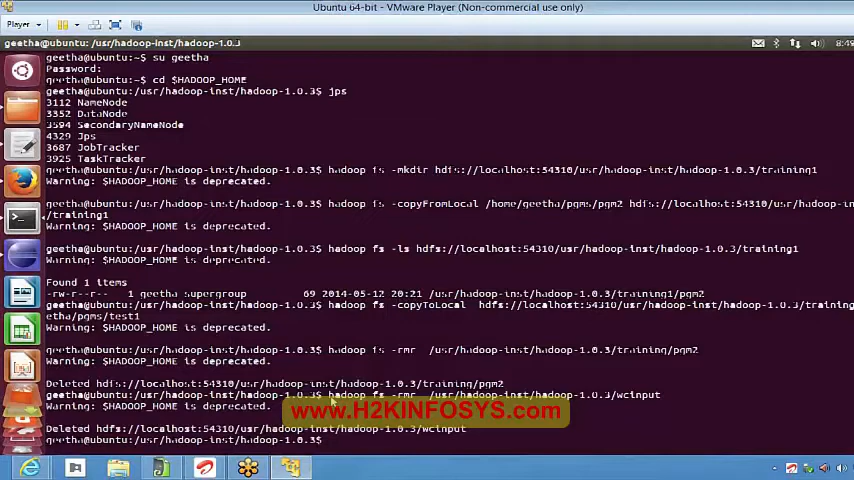 Ubuntu 64-bit - VMware Player (Non-commercial use only)
Player
geetha@ubuntu: /usr/hadoop-inst/hadoop-1.0.3
8:49
geetha@ubuntu:~$ su geetha
Password:
geetha@ubuntu:~$ cd $HADOOP_HOME
geetha@ubuntu:/usr/hadoop-inst/hadoop-1.0.3$ jps
3112 NameNode
3352 DataNode
3594 SecondaryNameNode
4329 Jps
3687 JobTracker
3925 TaskTracker
geetha@ubuntu:/usr/hadoop-inst/hadoop-1.0.3$ hadoop fs -mkdir hdfs://localhost:54310/usr/hadoop-inst/hadoop-1.0.3/training1
Warning: $HADOOP_HOME is deprecated.
geetha@ubuntu:/usr/hadoop-inst/hadoop-1.0.3$ hadoop fs -copyFromLocal /home/geetha/pgms/pgm2 hdfs://localhost:54310/usr/hadoop-in
/training1
Warning: $HADOOP_HOME is deprecated.
geetha@ubuntu:/usr/hadoop-inst/hadoop-1.0.3$ hadoop fs -ls hdfs://localhost:54310/usr/hadoop-inst/hadoop-1.0.3/training1
Warning: $HADOOP_HOME is deprecated.
Found 1 items
-rw-r--r-- 1 geetha supergroup 69 2014-05-12 20:21 /usr/hadoop-inst/hadoop-1.0.3/training1/pgm2
geetha@ubuntu:/usr/hadoop-inst/hadoop-1.0.3$ hadoop fs -copyToLocal hdfs://localhost:54310/usr/hadoop-inst/hadoop-1.0.3/training
etha/pgms/test1
Warning: $HADOOP_HOME is deprecated.
geetha@ubuntu:/usr/hadoop-inst/hadoop-1.0.3$ hadoop fs -rmr /usr/hadoop-inst/hadoop-1.0.3/training/pgm2
Warning: $HADOOP_HOME is deprecated.
Deleted hdfs://localhost:54310/usr/hadoop-inst/hadoop-1.0.3/training/pgm2
geetha@ubuntu:/usr/hadoop-inst/hadoop-1.0.3$ hadoop fs -rmr /usr/hadoop-inst/hadoop-1.0.3/wcinput
Warning: $HADOOP_HOME is deprecated.
www.H2KINFOSYS.com
Deleted hdfs://localhost:54310/usr/hadoop-inst/hadoop-1.0.3/wcinput
geetha@ubuntu:/usr/hadoop-inst/hadoop-1.0.3$